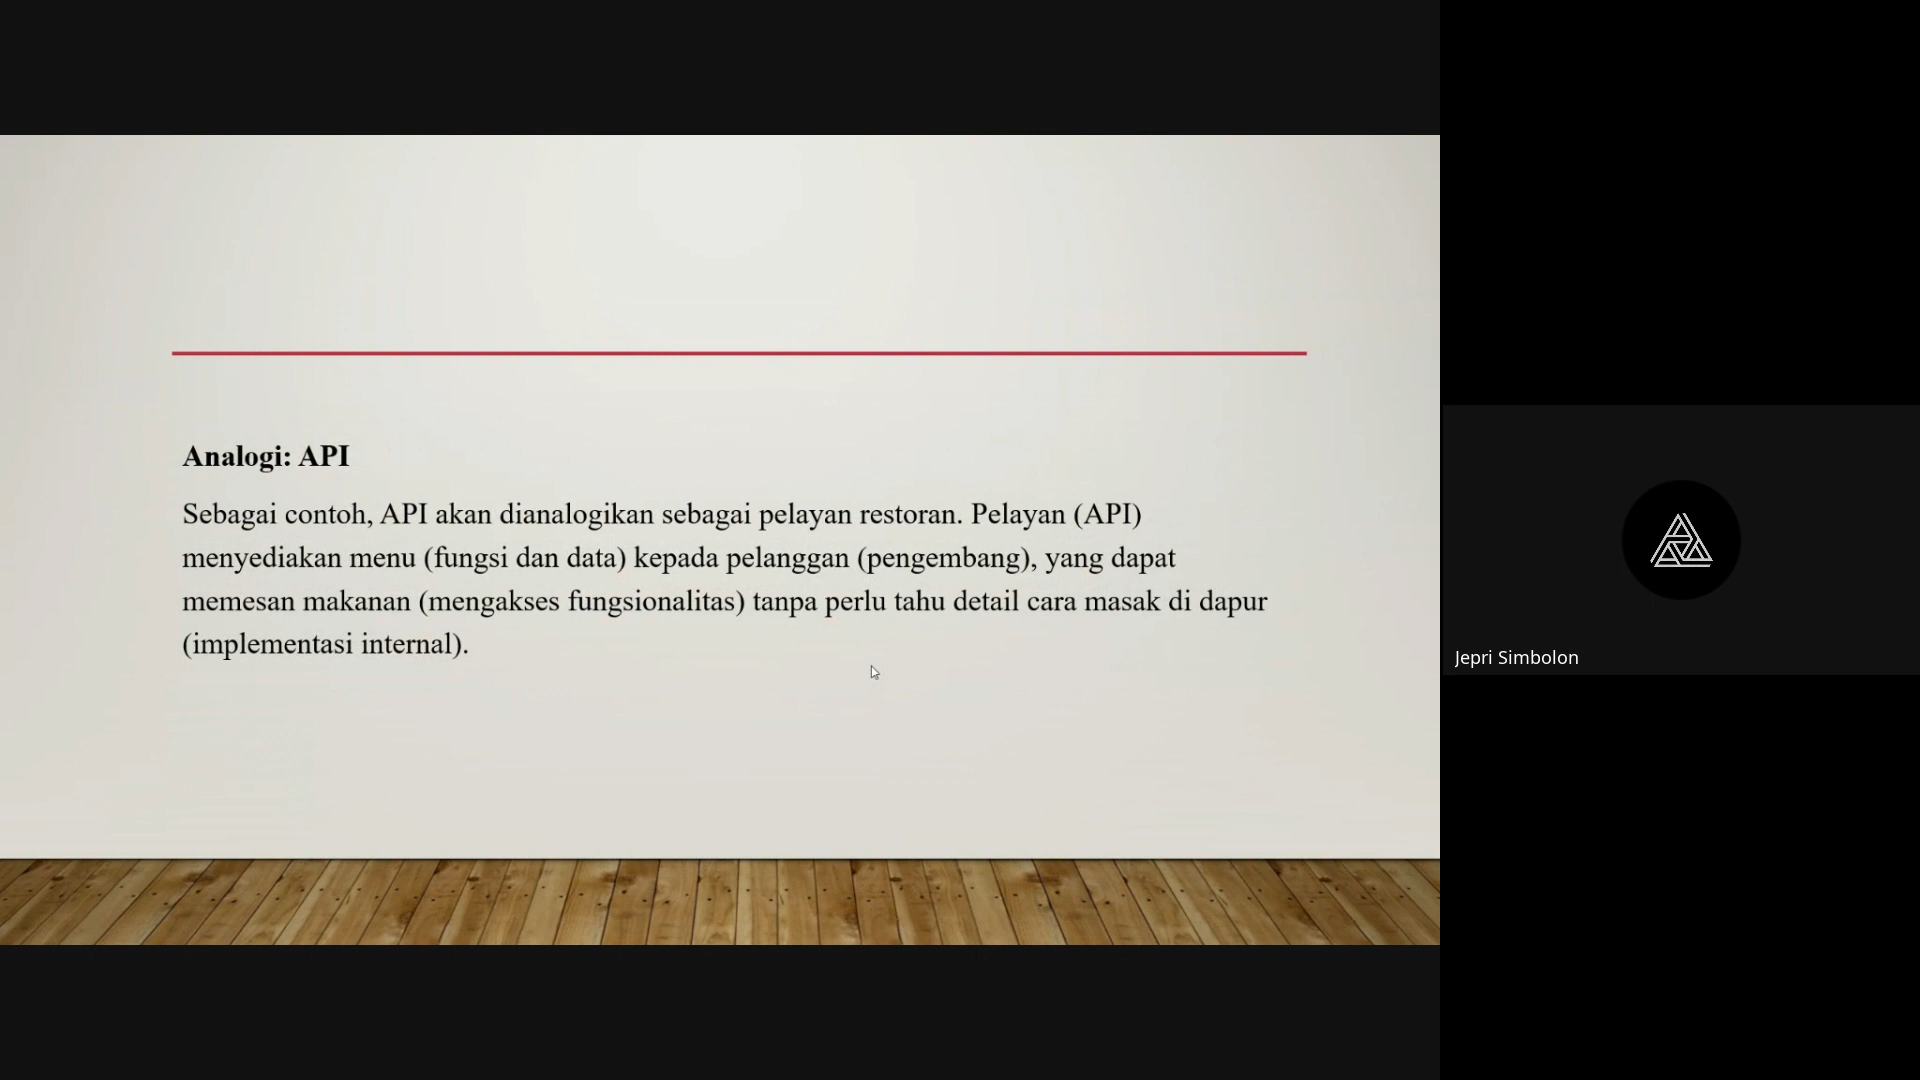 Analogi: API
Sebagai contoh, API akan dianalogikan sebagai pelayan restoran. Pelayan (API)
menyediakan menu (fungsi dan data) kepada pelanggan (pengembang), yang dapat
memesan makanan (mengakses fungsionalitas) tanpa perlu tahu detail cara masak di dapur
(implementasi internal).
Jepri Simbolon